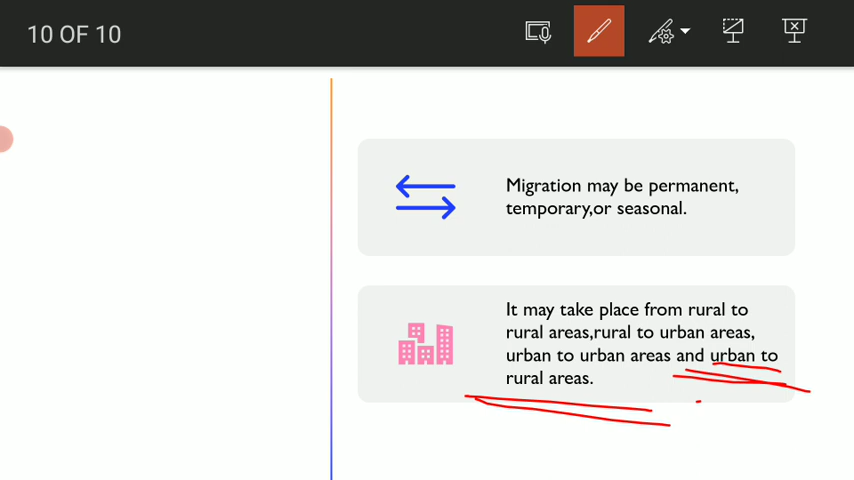 10 OF 10
Migration may be permanent,
temporary,or seasonal.
It may take place from rural to
rural areas,rural to urban areas,
urban to urban areas and urban to
rural areas.